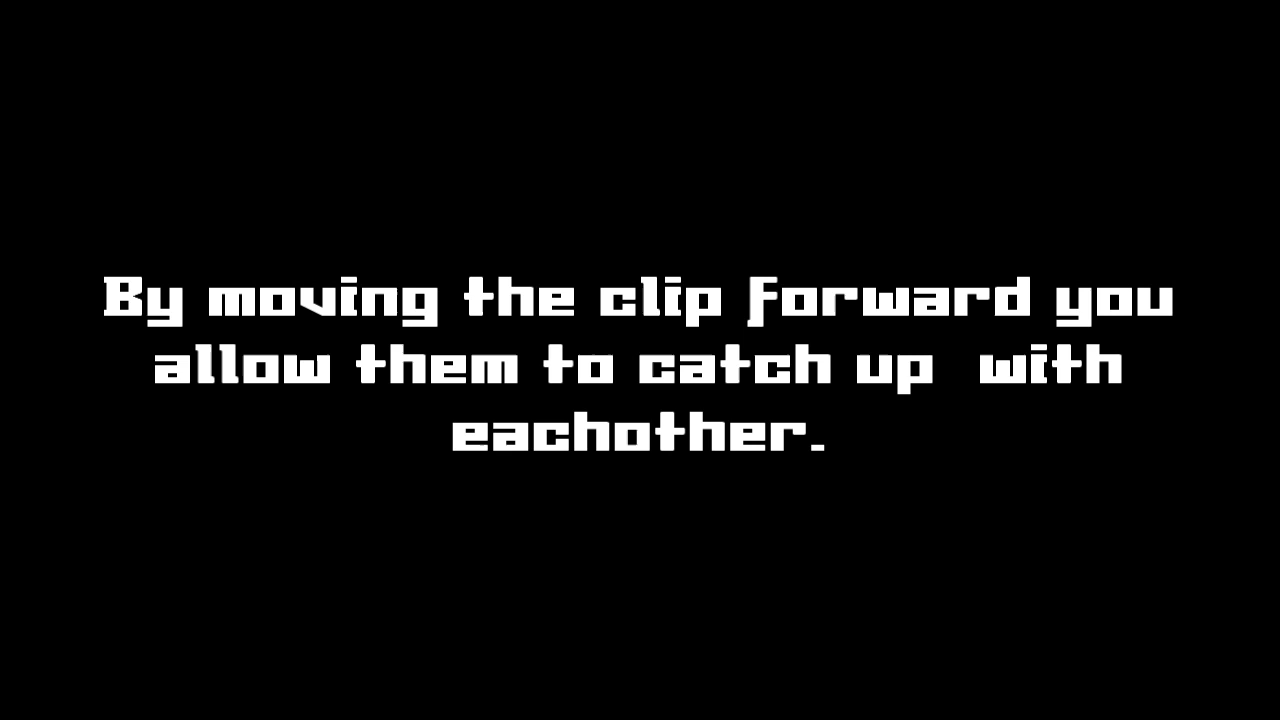 By moving the clip forward you
allow them to catch up  with
eachother.